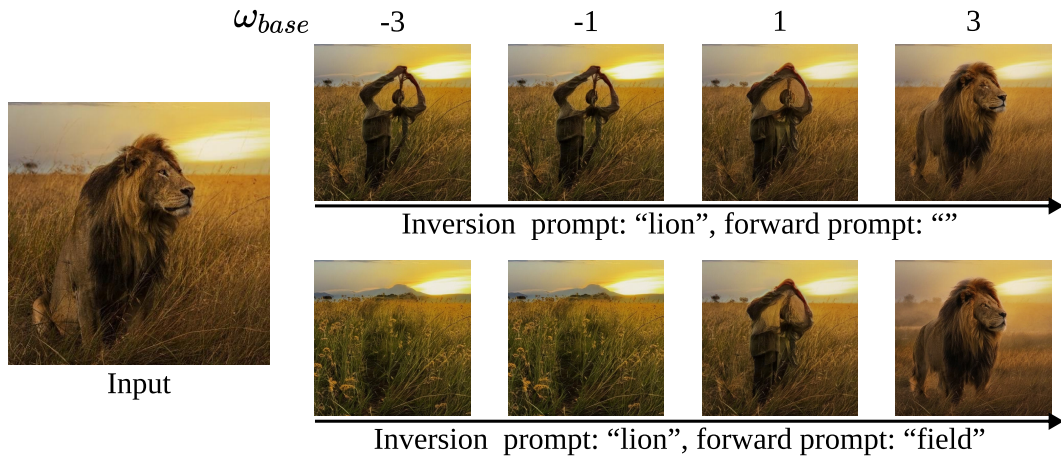 ω_base -3 -1 1 3
Inversion prompt: “lion”, forward prompt: “”
Input
Inversion prompt: “lion”, forward prompt: “field”